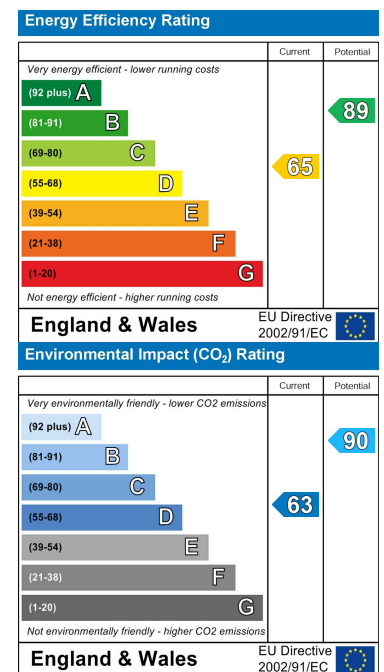 Energy Efficiency Rating
Current Potential
Very energy efficient - lower running costs
(92 plus) A
(81-91) B
89
(69-80) C
65
(55-68) D
(39-54) E
(21-38) F
(1-20) G
Not energy efficient - higher running costs
England & Wales
EU Directive
2002/91/EC
Environmental Impact (CO₂) Rating
Current Potential
Very environmentally friendly - lower CO2 emissions
(92 plus) A
90
(81-91) B
(69-80) C
63
(55-68) D
(39-54) E
(21-38) F
(1-20) G
Not environmentally friendly - higher CO2 emissions
England & Wales
EU Directive
2002/91/EC